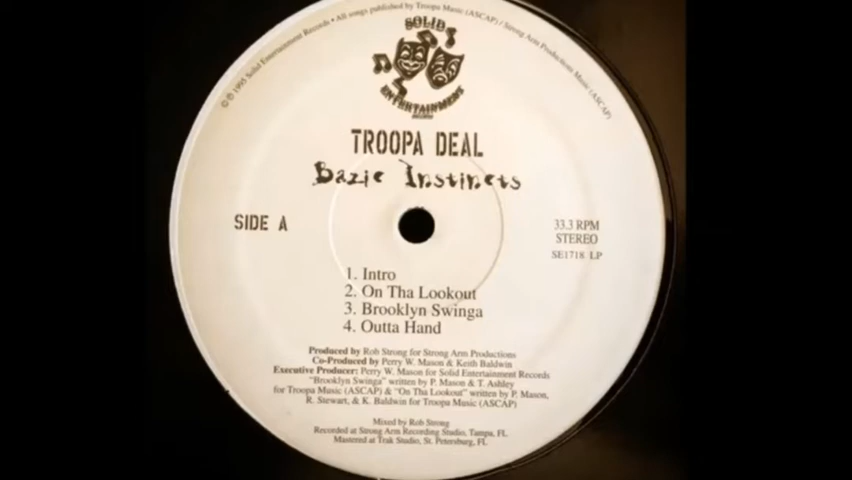 ℗ © 1995 Solid Entertainment Records • All songs published by Troopa Music (ASCAP) / Strong Arm Productions Music (ASCAP)
SOLID
ENTERTAINMENT
RECORDS
TROOPA DEAL
Bazic Instincts
SIDE A
33.3 RPM
STEREO
SE1718 LP
1. Intro
2. On Tha Lookout
3. Brooklyn Swinga
4. Outta Hand
Produced by Rob Strong for Strong Arm Productions
Co-Produced by Perry W. Mason & Keith Baldwin
Executive Producer: Perry W. Mason for Solid Entertainment Records
"Brooklyn Swinga" written by P. Mason & T. Ashley
for Troopa Music (ASCAP) & "On Tha Lookout" written by P. Mason,
R. Stewart, & K. Baldwin for Troopa Music (ASCAP)
Mixed by Rob Strong
Recorded at Strong Arm Recording Studio, Tampa, FL
Mastered at Trak Studio, St. Petersburg, FL